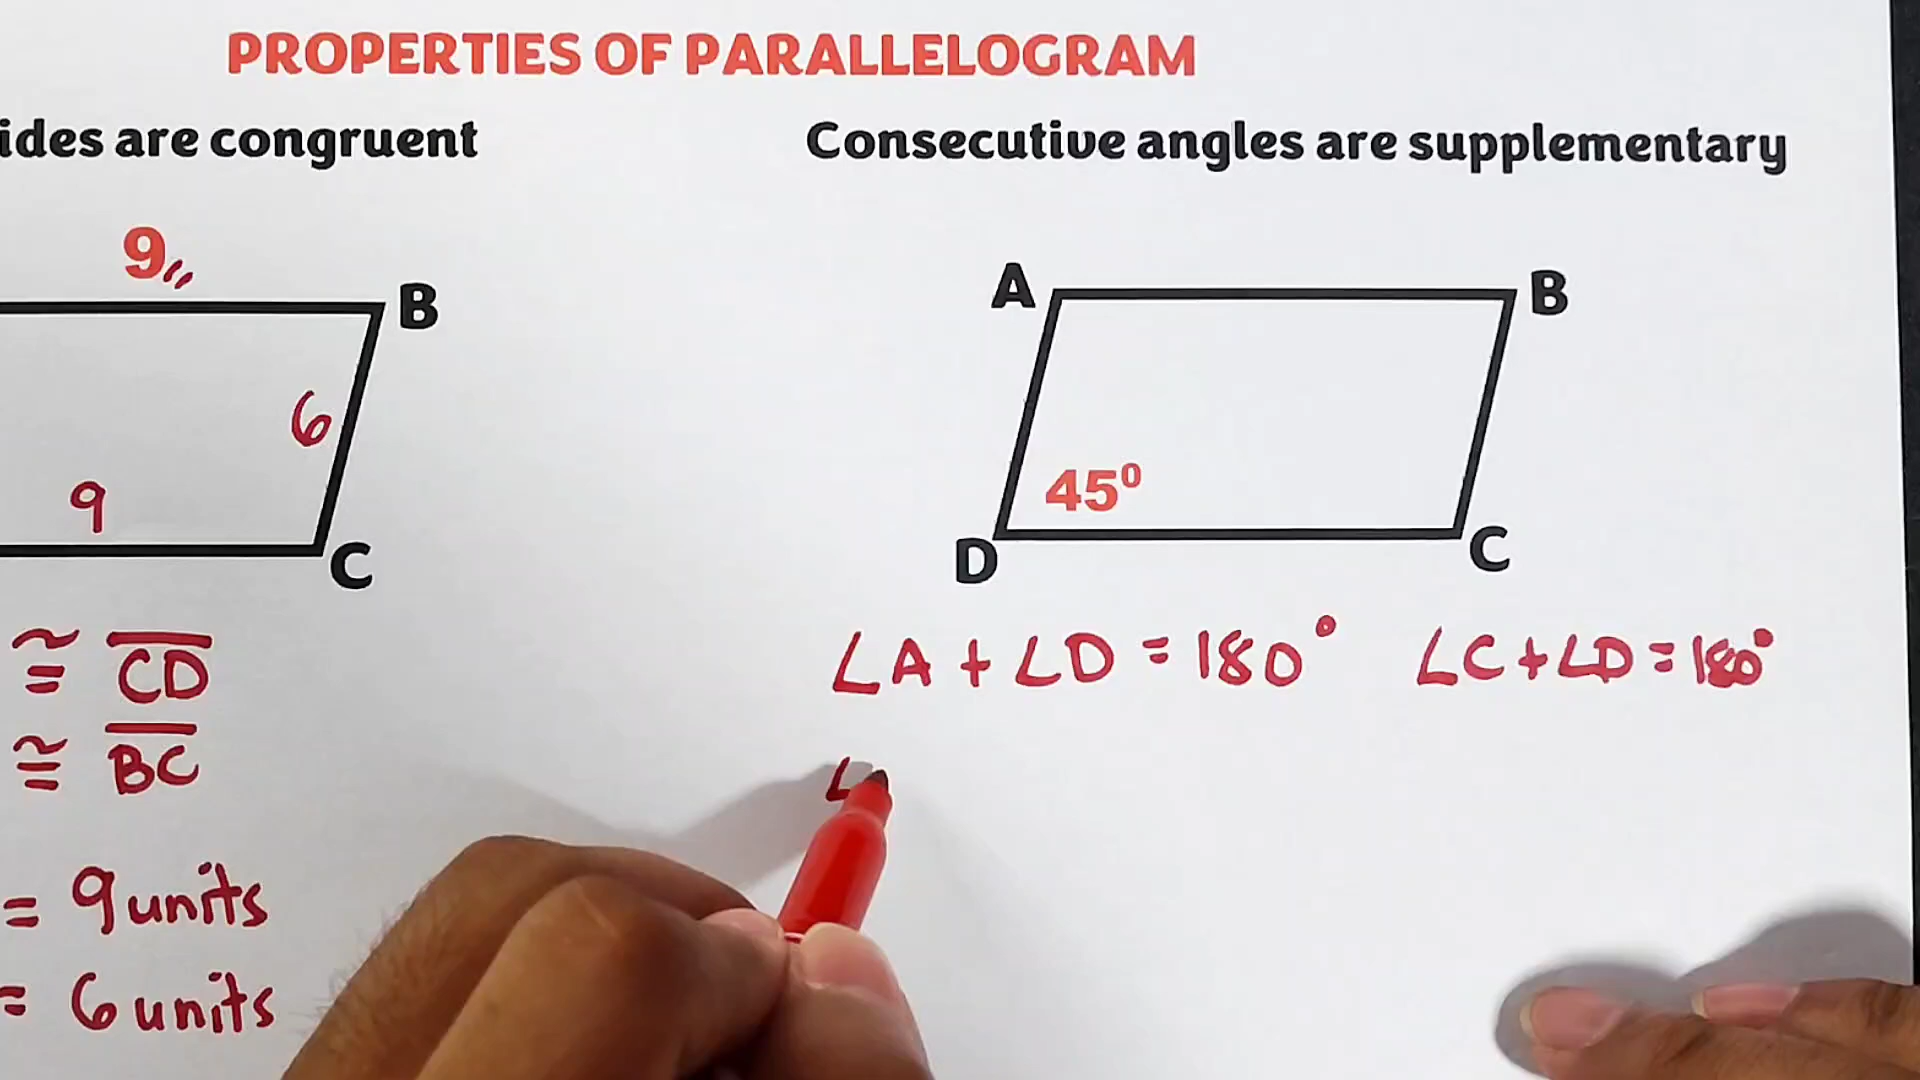 PROPERTIES OF PARALLELOGRAM
ides are congruent
9
B
6
9
C
≅ CD
≅ BC
= 9 units
= 6 units
Consecutive angles are supplementary
A
B
45⁰
D
C
∠A + ∠D = 180° ∠C + ∠D = 180°
∠